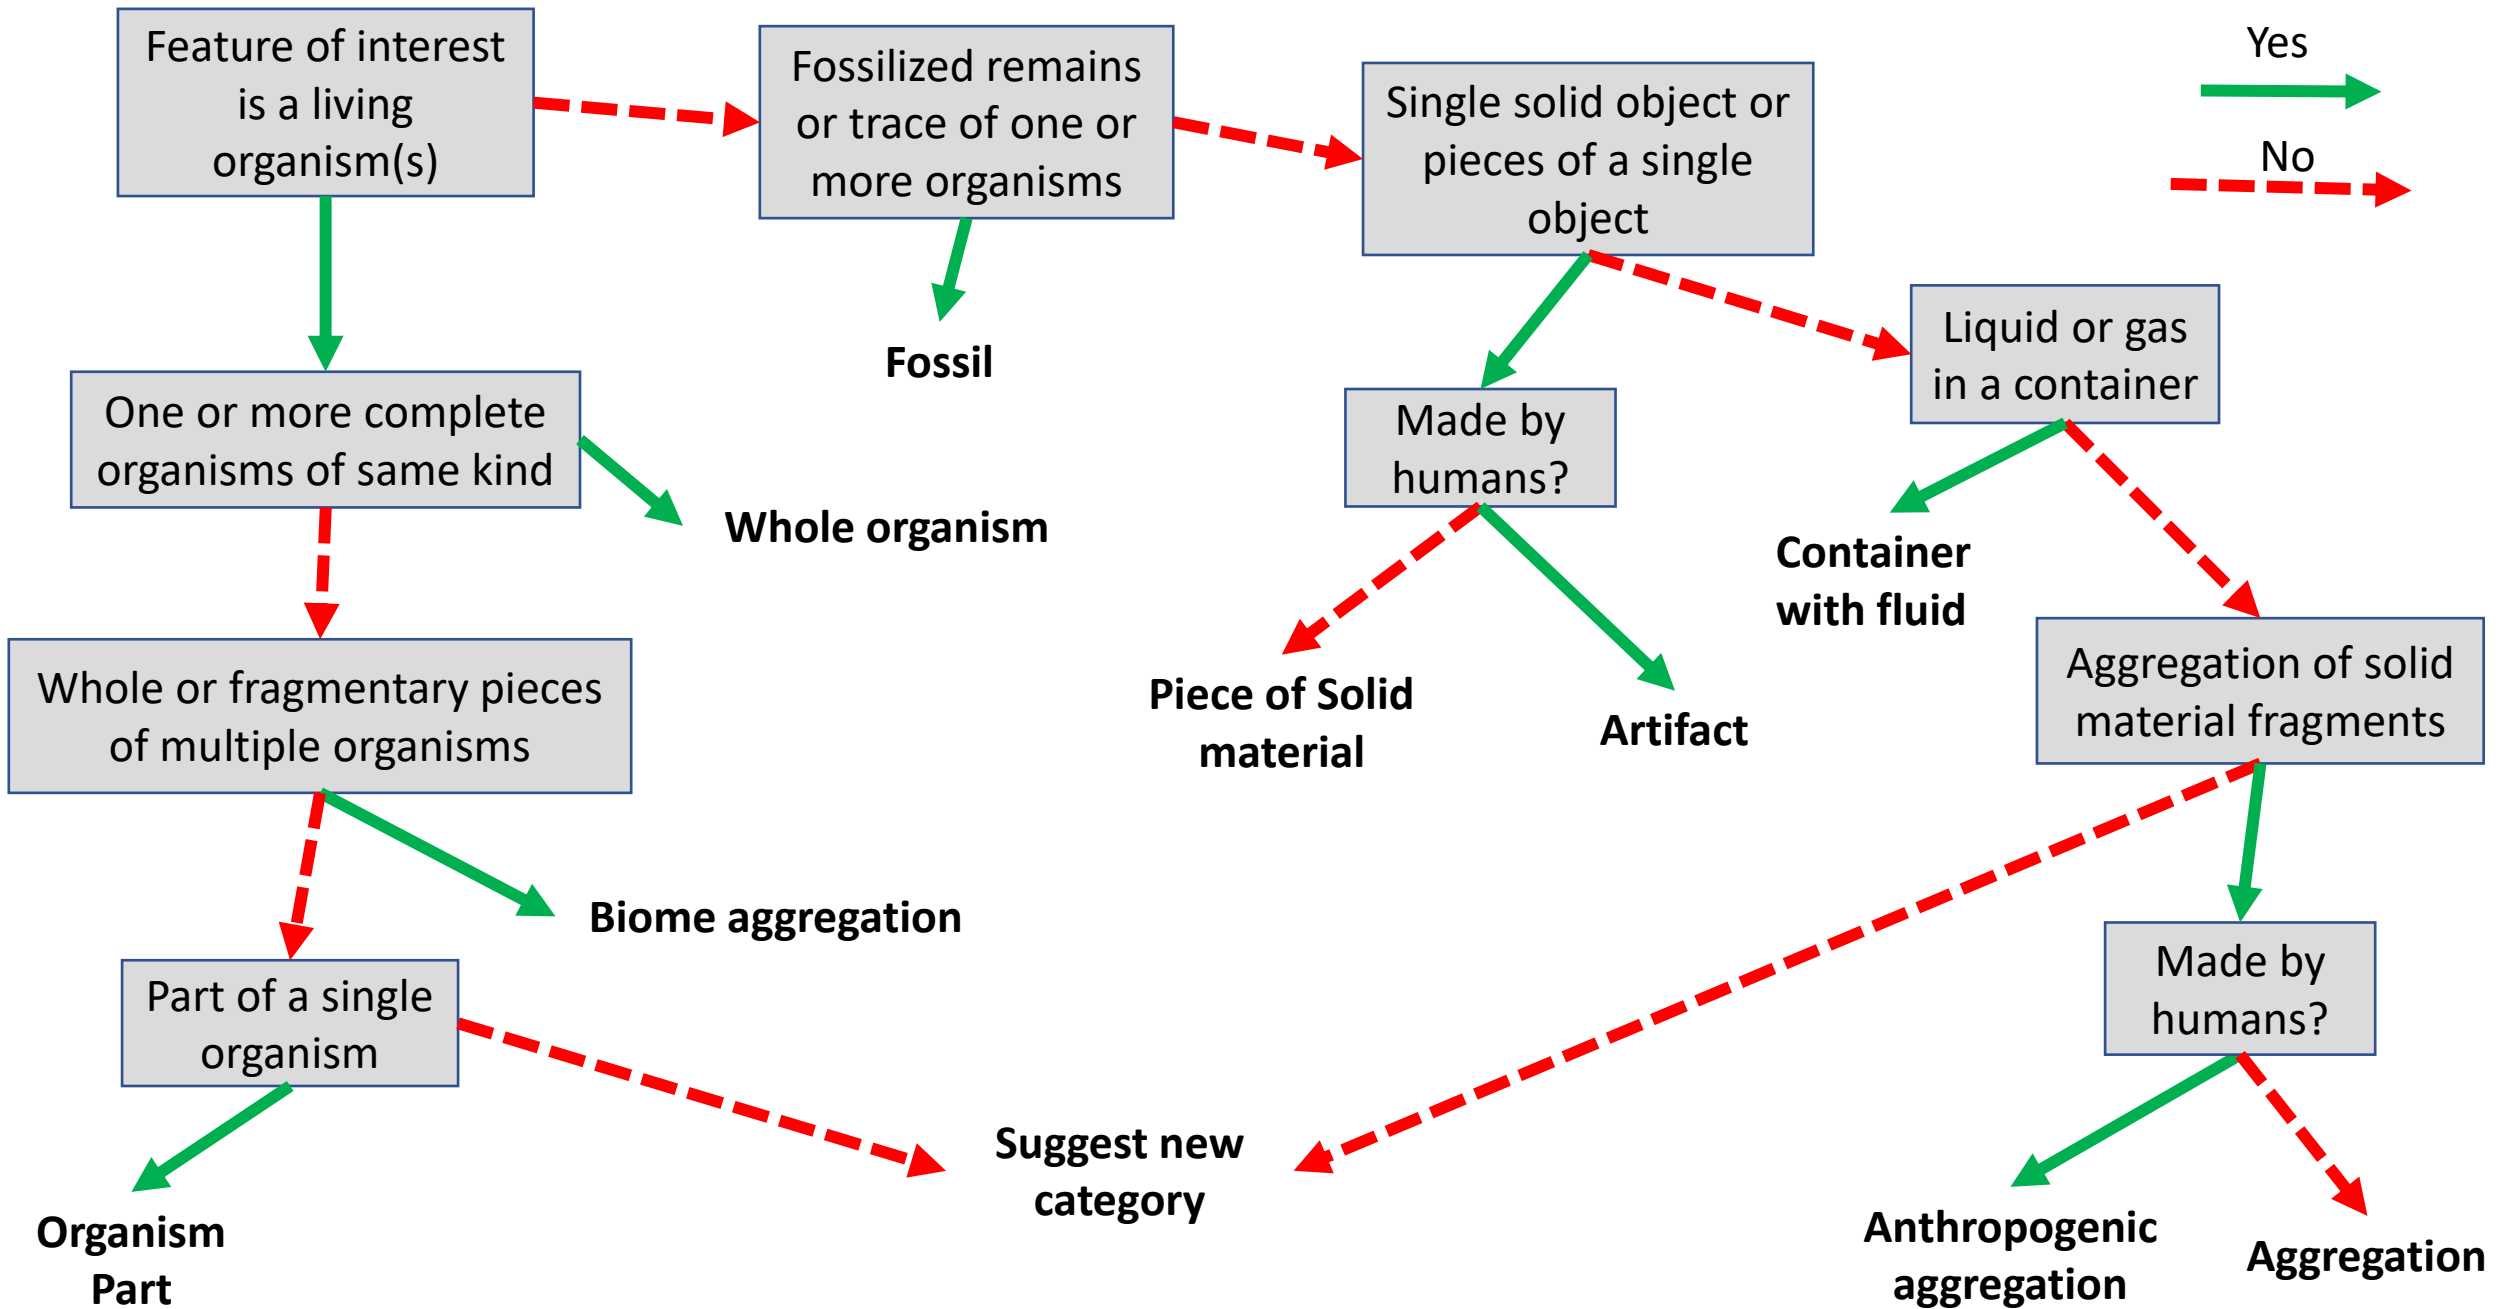 Feature of interest
is a living
organism(s)
Fossilized remains
or trace of one or
more organisms
Single solid object or
pieces of a single
object
Yes
No
Liquid or gas
in a container
Fossil
One or more complete
organisms of same kind
Made by
humans?
Whole organism
Container
with fluid
Whole or fragmentary pieces
of multiple organisms
Piece of Solid
material
Artifact
Aggregation of solid
material fragments
Biome aggregation
Part of a single
organism
Made by
humans?
Suggest new
category
Organism
Part
Anthropogenic
aggregation
Aggregation